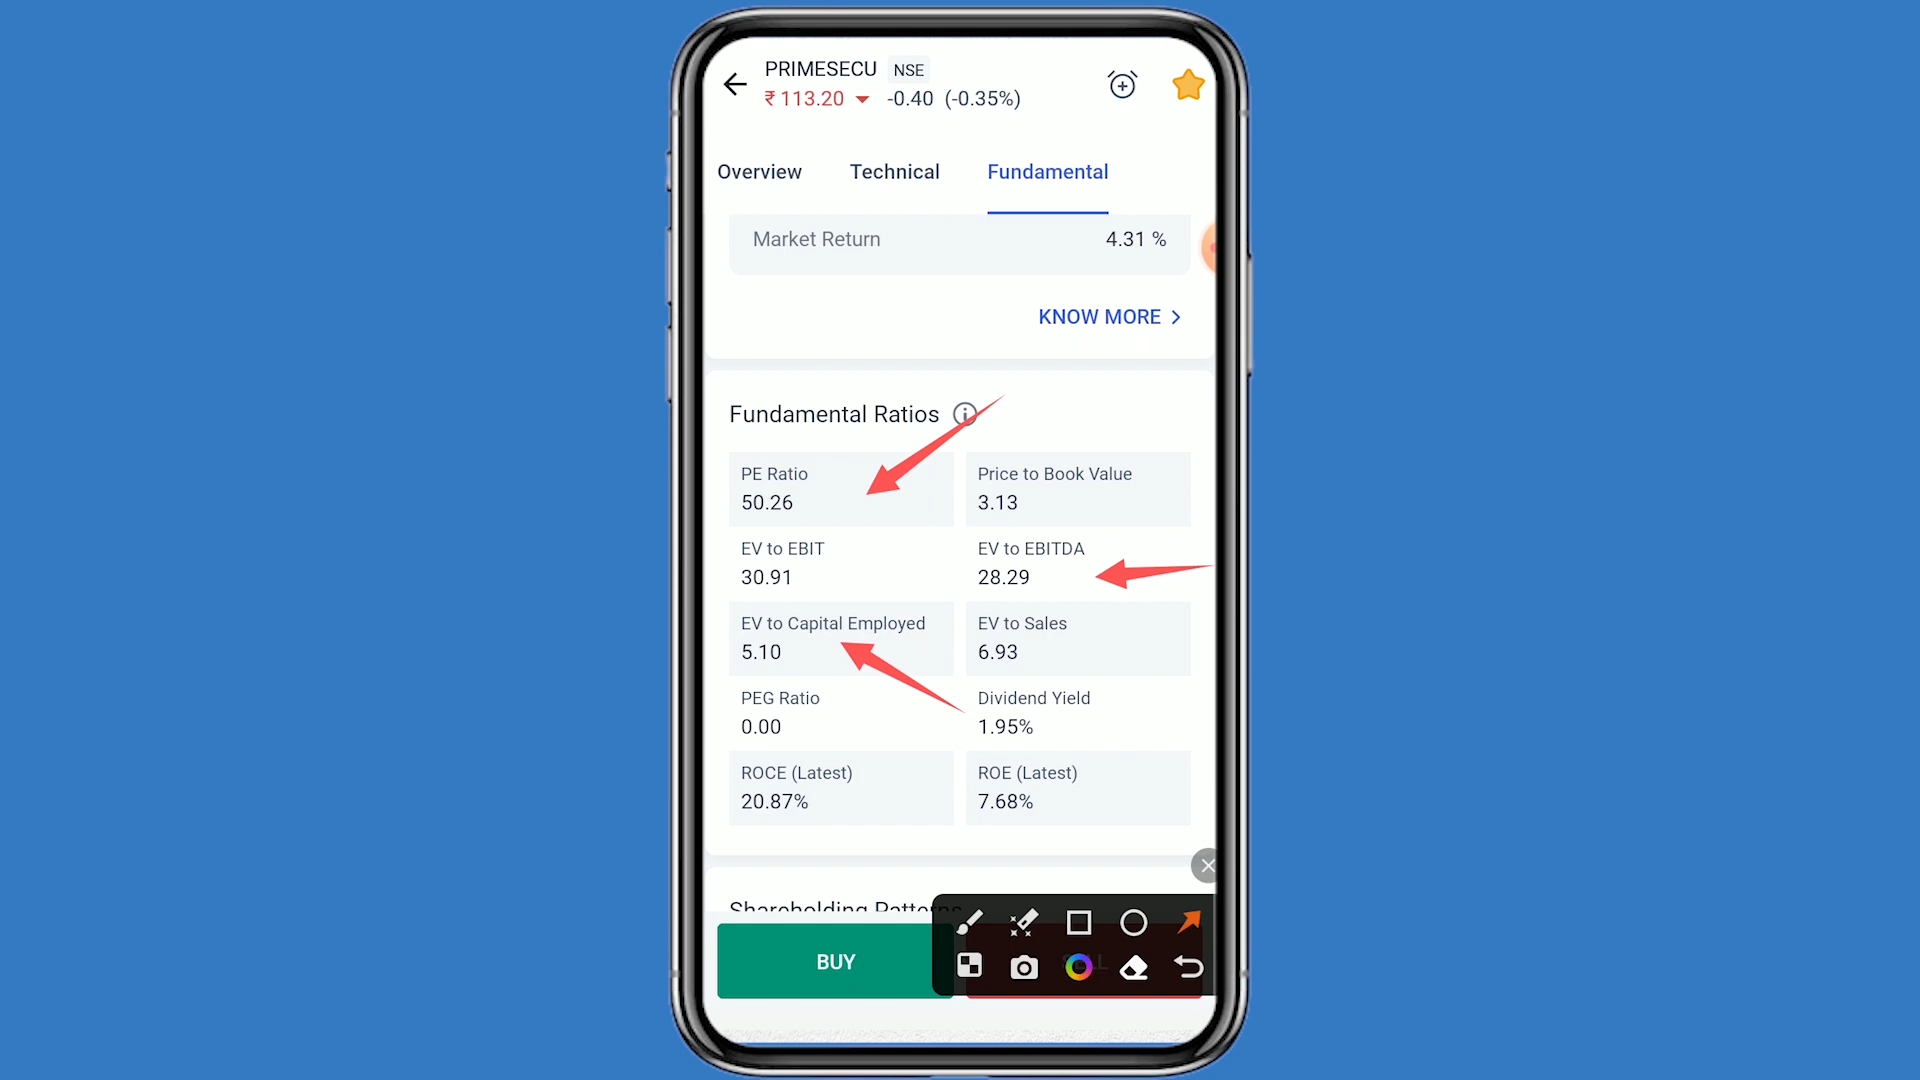 PRIMESECU NSE
₹ 113.20 -0.40 (-0.35%)
Overview Technical Fundamental
Market Return 4.31 %
KNOW MORE
Fundamental Ratios
PE Ratio Price to Book Value
50.26 3.13
EV to EBIT EV to EBITDA
30.91 28.29
EV to Capital Employed EV to Sales
5.10 6.93
PEG Ratio Dividend Yield
0.00 1.95%
ROCE (Latest) ROE (Latest)
20.87% 7.68%
Shareholding Patterns
BUY